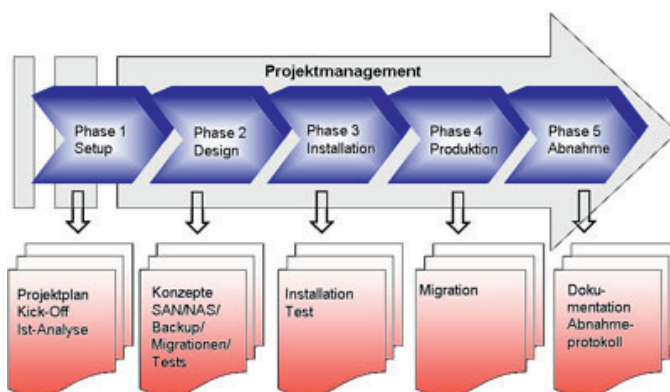 Projektmanagement
Phase 1
Setup
Phase 2
Design
Phase 3
Installation
Phase 4
Produktion
Phase 5
Abnahme
Projektplan
Kick-Off
Ist-Analyse
Konzepte
SAN/NAS/
Backup/
Migrationen/
Tests
Installation
Test
Migration
Doku-
mentation
Abnahme-
protokoll